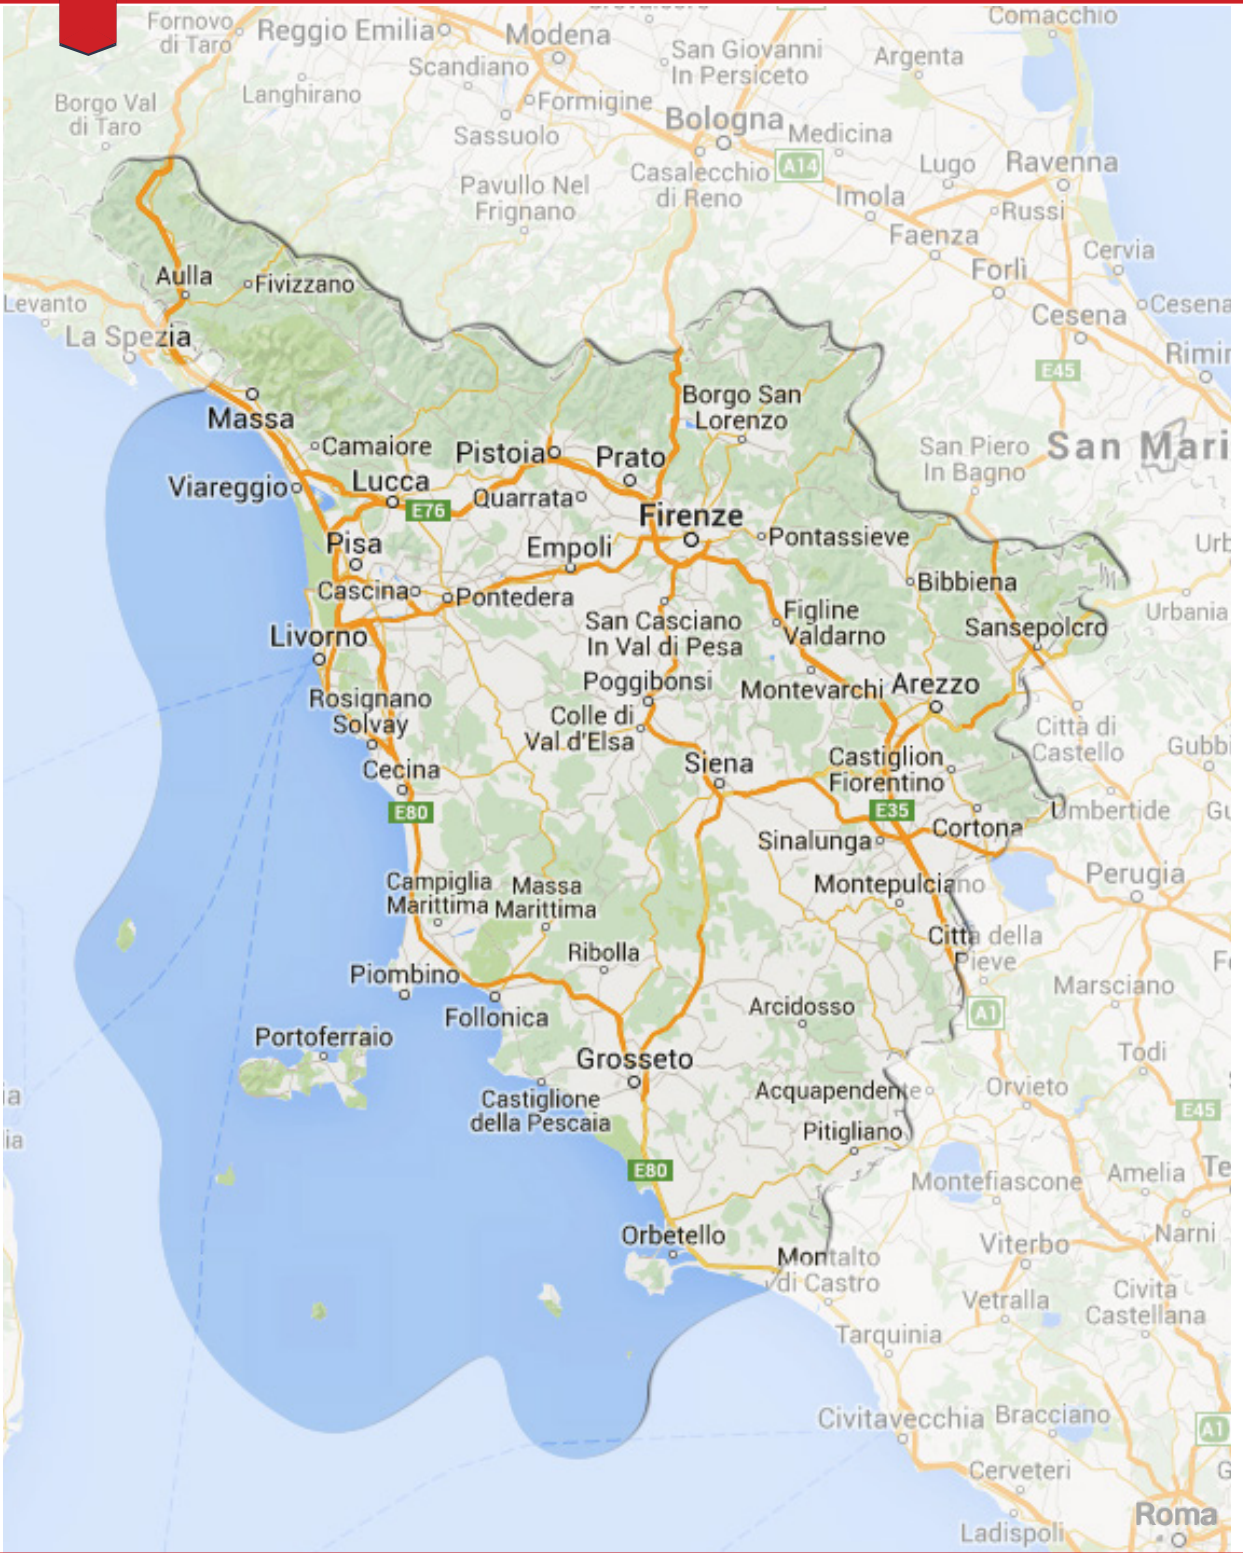 Comacchio
Fornovo
di Taro
Reggio Emilia
Modena
San Giovanni
In Persiceto
Argenta
Scandiano
Langhirano
Formigine
Borgo Val
di Taro
Sassuolo
Bologna
Medicina
Casalecchio
di Reno
A14
Lugo
Ravenna
Pavullo Nel
Frignano
Imola
Russi
Faenza
Cervia
Forlì
Aulla
Fivizzano
Levanto
Cesena
Cesena
La Spezia
Rimir
E45
Massa
Borgo San
Lorenzo
Camaiore
Pistoia
Prato
San Piero
In Bagno
San Mari
Viareggio
Lucca
E76
Quarrata
Firenze
Pisa
Empoli
Pontassieve
Urb
Cascina
Pontedera
Bibbiena
Urbania
San Casciano
In Val di Pesa
Figline
Valdarno
Sansepolcro
Livorno
Poggibonsi
Montevarchi
Arezzo
Rosignano
Solvay
Colle di
Val d'Elsa
Città di
Castello
Gubbi
Cecina
Siena
Castiglion
Fiorentino
E80
E35
Umbertide
Gu
Sinalunga
Cortona
Campiglia
Marittima
Massa
Marittima
Montepulciano
Perugia
Città della
Pieve
Ribolla
Piombino
Marsciano
Follonica
Arcidosso
A1
Portoferraio
Grosseto
Todi
Castiglione
della Pescaia
Acquapendente
Orvieto
ia
E45
Pitigliano
ia
E80
Montefiascone
Amelia
Te
Orbetello
Viterbo
Narni
Montalto
di Castro
Vetralla
Civita
Castellana
Tarquinia
Civitavecchia
Bracciano
A1
Cerveteri
G
Roma
Ladispoli